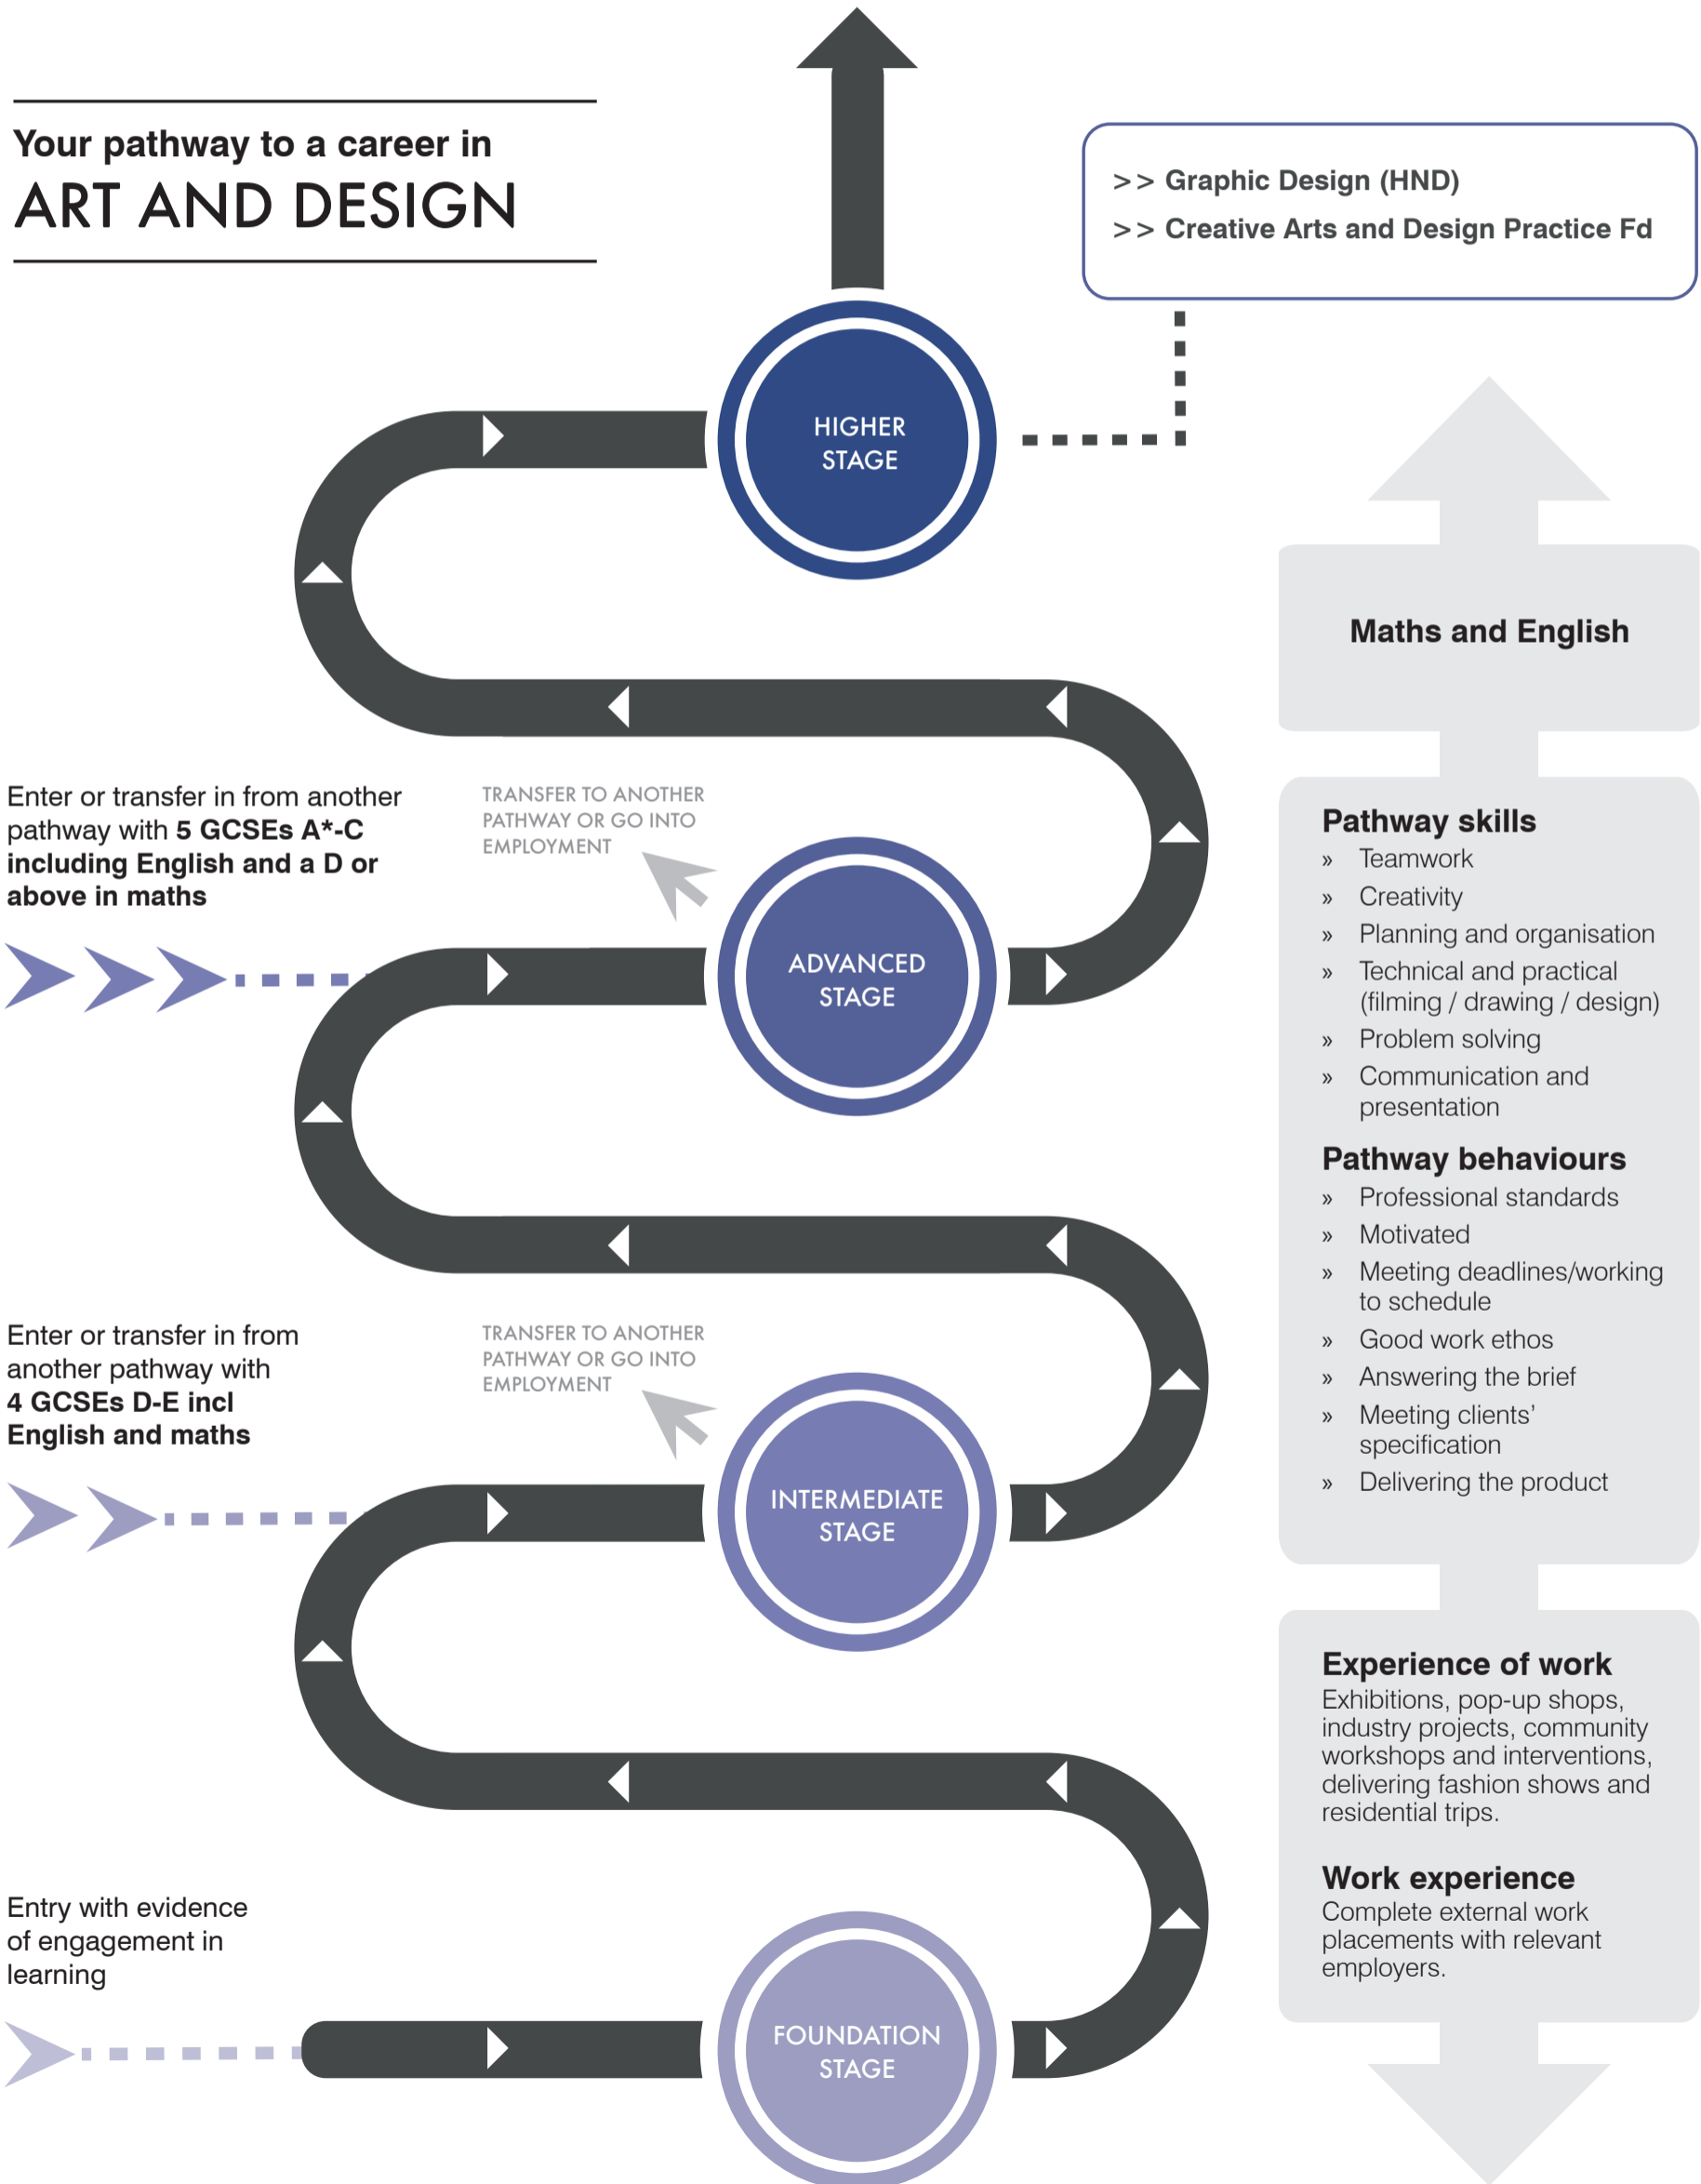 Your pathway to a career in
ART AND DESIGN
>> Graphic Design (HND)
>> Creative Arts and Design Practice Fd
HIGHER
STAGE
Maths and English
Enter or transfer in from another
pathway with 5 GCSEs A*-C
including English and a D or
above in maths
TRANSFER TO ANOTHER
PATHWAY OR GO INTO
EMPLOYMENT
ADVANCED
STAGE
Pathway skills
» Teamwork
» Creativity
» Planning and organisation
» Technical and practical
(filming / drawing / design)
» Problem solving
» Communication and
presentation
Pathway behaviours
» Professional standards
» Motivated
» Meeting deadlines/working
to schedule
» Good work ethos
» Answering the brief
» Meeting clients’
specification
» Delivering the product
Enter or transfer in from
another pathway with
4 GCSEs D-E incl
English and maths
TRANSFER TO ANOTHER
PATHWAY OR GO INTO
EMPLOYMENT
INTERMEDIATE
STAGE
Experience of work
Exhibitions, pop-up shops,
industry projects, community
workshops and interventions,
delivering fashion shows and
residential trips.
Work experience
Complete external work
placements with relevant
employers.
Entry with evidence
of engagement in
learning
FOUNDATION
STAGE